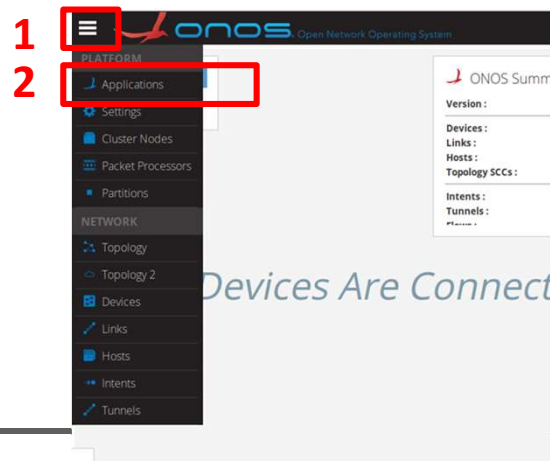 1
onos Open Network Operating System
PLATFORM
2
Applications
Settings
Cluster Nodes
Packet Processors
Partitions
NETWORK
Topology
Topology 2
Devices
Links
Hosts
Intents
Tunnels
ONOS Summ
Version :
Devices :
Links :
Hosts :
Topology SCCs :
Intents :
Tunnels :
Flows :
Devices Are Connect